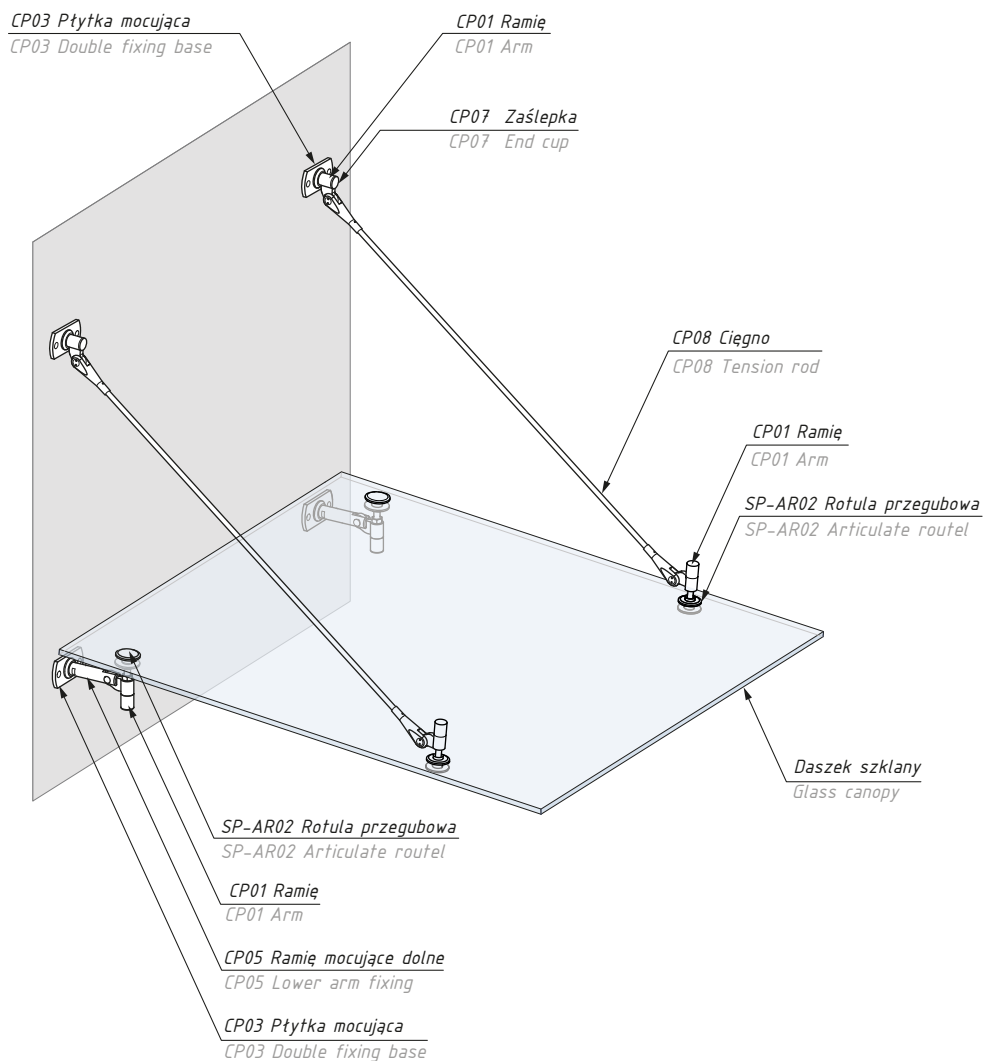 CP03 Płytka mocująca
CP03 Double fixing base
CP01 Ramię
CP01 Arm
CP07 Zaślepka
CP07 End cup
CP08 Cięgno
CP08 Tension rod
CP01 Ramię
CP01 Arm
SP-AR02 Rotula przegubowa
SP-AR02 Articulate routel
Daszek szklany
Glass canopy
SP-AR02 Rotula przegubowa
SP-AR02 Articulate routel
CP01 Ramię
CP01 Arm
CP05 Ramię mocujące dolne
CP05 Lower arm fixing
CP03 Płytka mocująca
CP03 Double fixing base